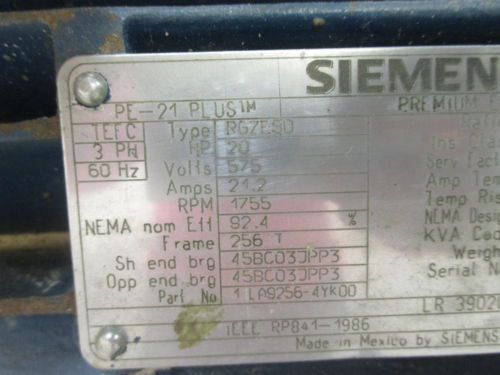 SIEMENS
PE-21 PLUS™ PREMIUM
TEFC Type RGZESD
3 PH HP 20 Ins Cla
60 Hz Volts 575 Serv Fact
Amps 21.2 Amp Tem
RPM 1755 Temp Ris
NEMA nom Eff 92.4 % NEMA Des
Frame 256 T KVA Cod
Sh end brg 45BC03JPP3 Weigh
Opp end brg 45BC03JPP3 Serial N
Part No 1LA9256-4YK00
LR 3902
IEEE RP841-1986
Made in Mexico by SIEMENS